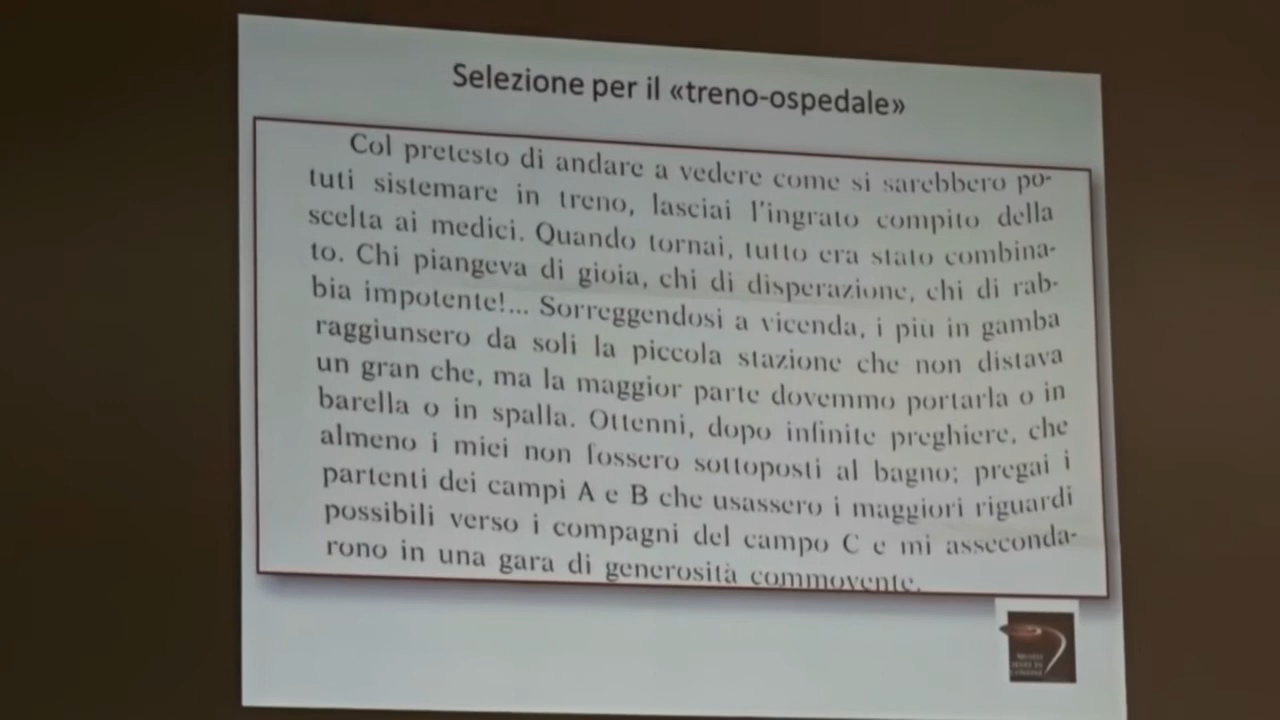 Selezione per il «treno-ospedale»
Col pretesto di andare a vedere come si sarebbero po-
tuti sistemare in treno, lasciai l'ingrato compito della
scelta ai medici. Quando tornai, tutto era stato combina-
to. Chi piangeva di gioia, chi di disperazione, chi di rab-
bia impotente!... Sorreggendosi a vicenda, i più in gamba
raggiunsero da soli la piccola stazione che non distava
un gran che, ma la maggior parte dovemmo portarla o in
barella o in spalla. Ottenni, dopo infinite preghiere, che
almeno i miei non fossero sottoposti al bagno; pregai i
partenti dei campi A e B che usassero i maggiori riguardi
possibili verso i compagni del campo C e mi asseconda-
rono in una gara di generosità commovente.